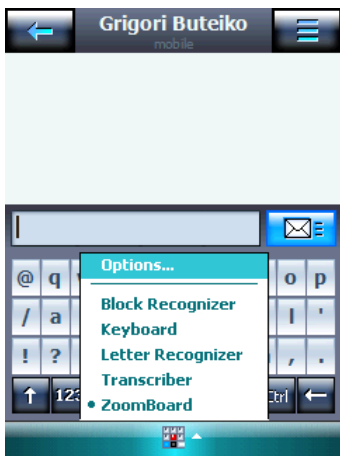 Grigori Buteiko
mobile
Options...
@ q o p
Block Recognizer
/ a l '
Keyboard
Letter Recognizer
! ? , .
Transcriber
↑ 123 Ctrl ←
• ZoomBoard